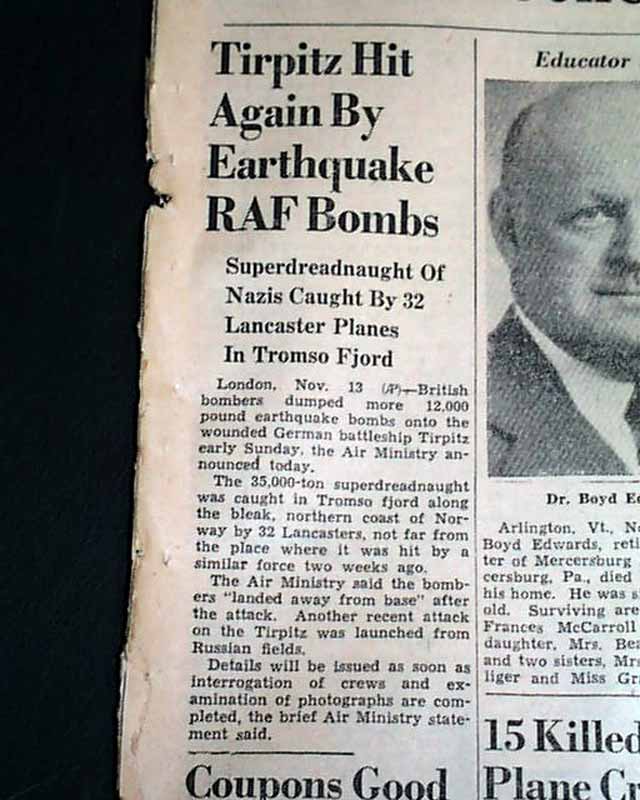 Tirpitz Hit
Again By
Earthquake
RAF Bombs
Superdreadnaught Of
Nazis Caught By 32
Lancaster Planes
In Tromso Fjord
London, Nov. 13 (AP)—British
bombers dumped more 12,000
pound earthquake bombs onto the
wounded German battleship Tirpitz
early Sunday, the Air Ministry an-
nounced today.
The 35,000-ton superdreadnaught
was caught in Tromso fjord along
the bleak, northern coast of Nor-
way by 32 Lancasters, not far from
the place where it was hit by a
similar force two weeks ago.
The Air Ministry said the bomb-
ers "landed away from base" after
the attack. Another recent attack
on the Tirpitz was launched from
Russian fields.
Details will be issued as soon as
interrogation of crews and ex-
amination of photographs are com-
pleted, the brief Air Ministry state-
ment said.
Coupons Good
Educator
Dr. Boyd Ed
Arlington, Vt., No
Boyd Edwards, reti
ter of Mercersburg
cersburg, Pa., died
his home. He was s
old. Surviving are
Frances McCarroll
daughter, Mrs. Bea
and two sisters, Mr
liger and Miss Gr
15 Killed
Plane C